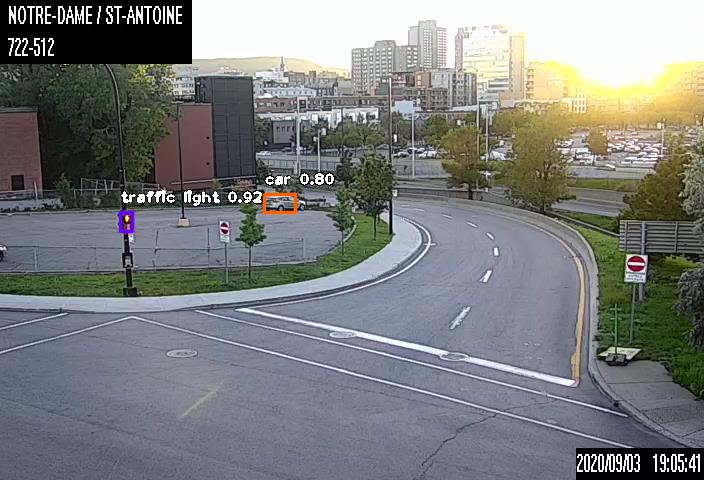 NOTRE-DAME / ST-ANTOINE
722-512
car 0.80
traffic light 0.92
2020/09/03 19:05:41